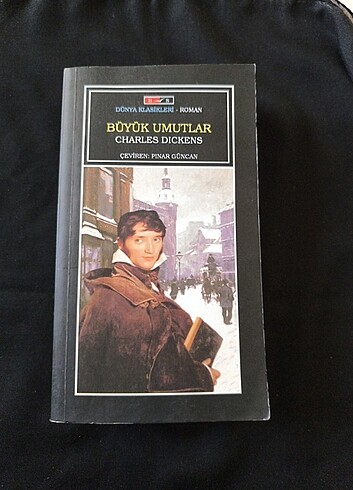 DÜNYA KLASİKLERİ - ROMAN
BÜYÜK UMUTLAR
CHARLES DICKENS
ÇEVİREN: PINAR GÜNCAN